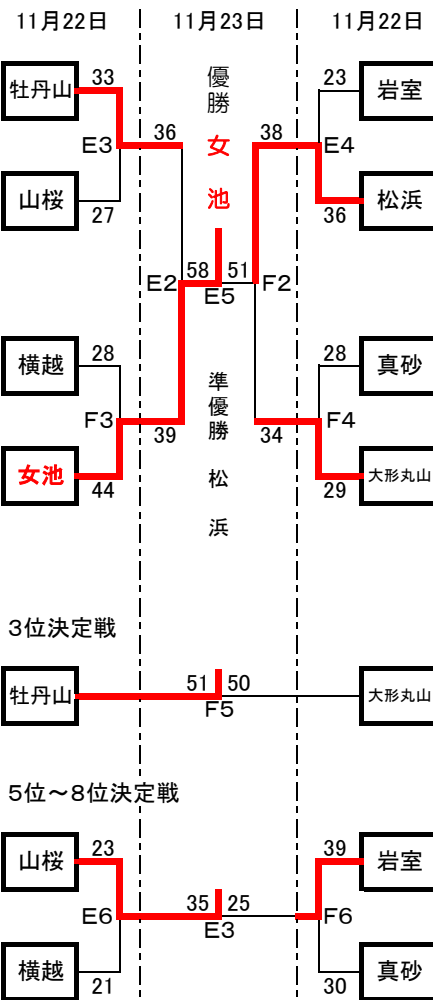 11月22日 11月23日 11月22日
優勝 女池
牡丹山 33 36 38 23 岩室
E3 E4
山桜 27 36 松浜
E2 58 51 F2
E5
横越 28 28 真砂
F3 39 34 F4
女池 44 29 大形丸山
準優勝 松浜
3位決定戦
牡丹山 51 50 大形丸山
F5
5位～8位決定戦
山桜 23 39 岩室
E6 35 25 F6
E3
横越 21 30 真砂